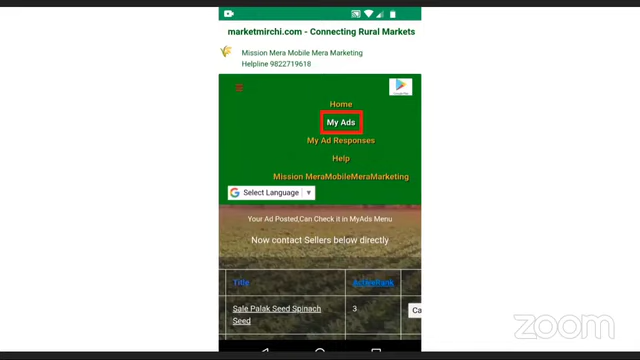 marketmirchi.com - Connecting Rural Markets
Mission Mera Mobile Mera Marketing
Helpline 9822719618
Home
My Ads
My Ad Responses
Help
Mission MeraMobileMeraMarketing
Select Language
Your Ad Posted,Can Check it in MyAds Menu
Now contact Sellers below directly
Title
Sale Palak Seed Spinach
Seed
3
Ca
zoom